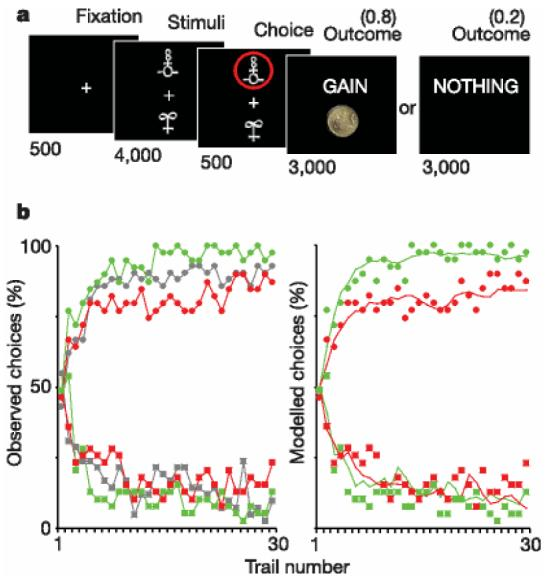 a
Fixation
Stimuli
Choice
(0.8)
Outcome
(0.2)
Outcome
GAIN
or
NOTHING
500
4,000
500
3,000
3,000
b
Observed choices (%)
100
50
0
1
30
Modelled choices (%)
1
30
Trail number